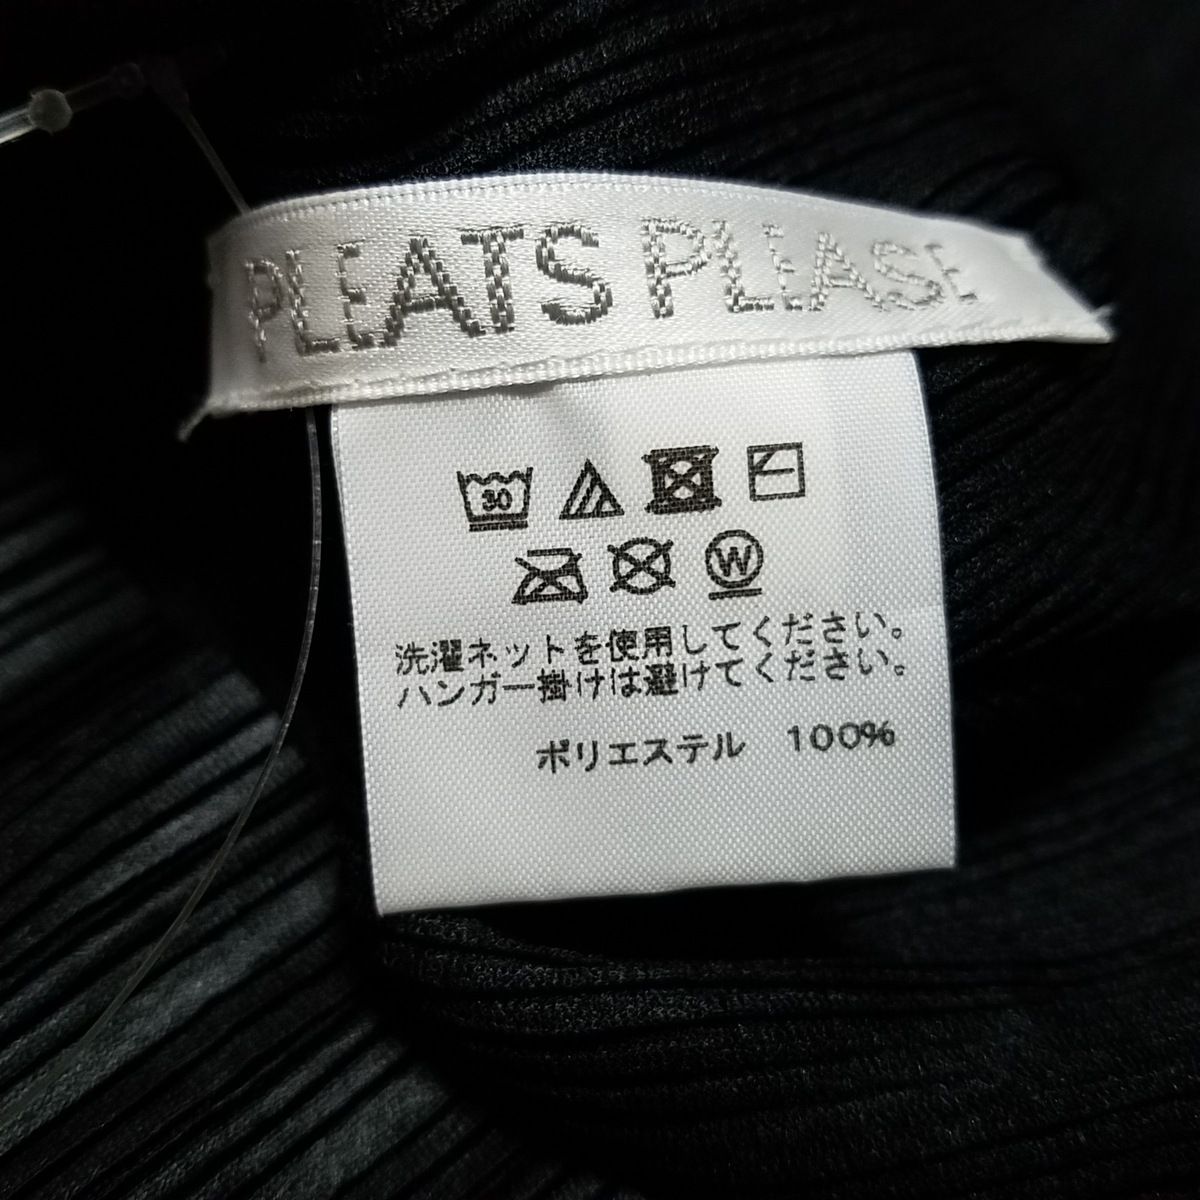 PLEATS PLEASE
30
W
洗濯ネットを使用してください。
ハンガー掛けは避けてください。
ポリエステル 100%